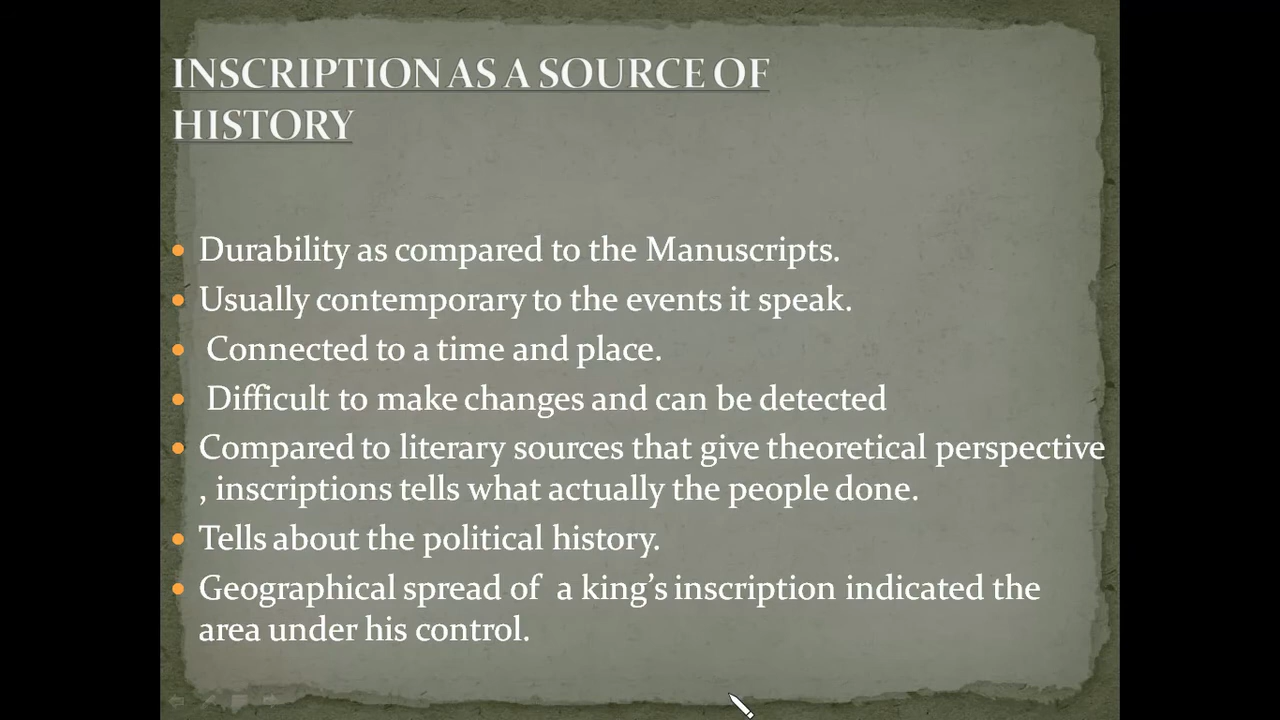 INSCRIPTION AS A SOURCE OF
HISTORY
• Durability as compared to the Manuscripts.
• Usually contemporary to the events it speak.
• Connected to a time and place.
• Difficult to make changes and can be detected
• Compared to literary sources that give theoretical perspective
, inscriptions tells what actually the people done.
• Tells about the political history.
• Geographical spread of a king’s inscription indicated the
area under his control.